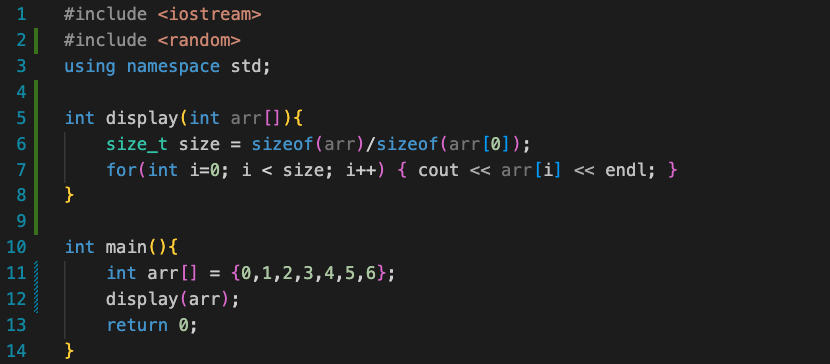 1 #include <iostream>
2 #include <random>
3 using namespace std;
4
5 int display(int arr[]){
6     size_t size = sizeof(arr)/sizeof(arr[0]);
7     for(int i=0; i < size; i++) { cout << arr[i] << endl; }
8 }
9
10 int main(){
11     int arr[] = {0,1,2,3,4,5,6};
12     display(arr);
13     return 0;
14 }